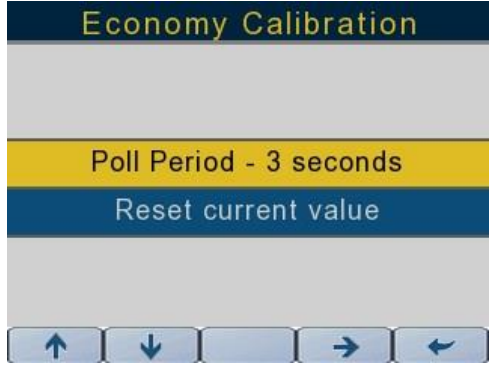 Economy Calibration
Poll Period - 3 seconds
Reset current value